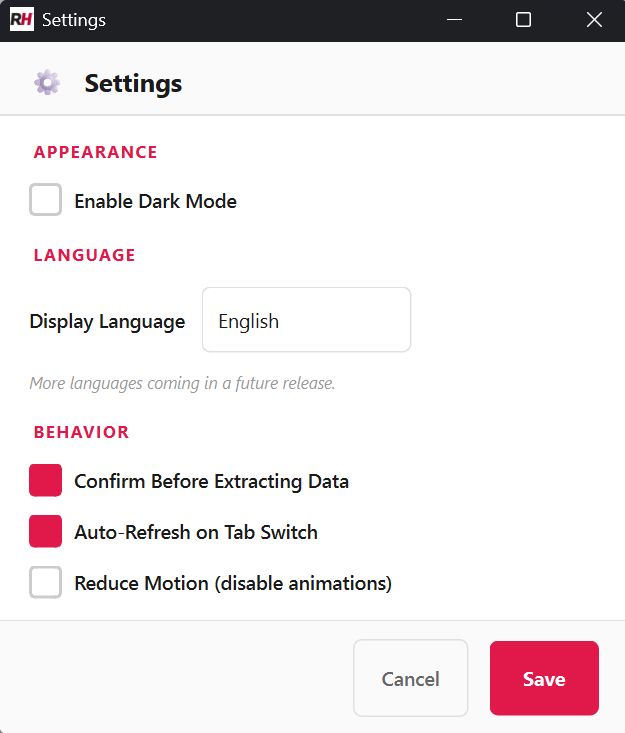 RH Settings
Settings
APPEARANCE
Enable Dark Mode
LANGUAGE
Display Language English
More languages coming in a future release.
BEHAVIOR
Confirm Before Extracting Data
Auto-Refresh on Tab Switch
Reduce Motion (disable animations)
Cancel Save